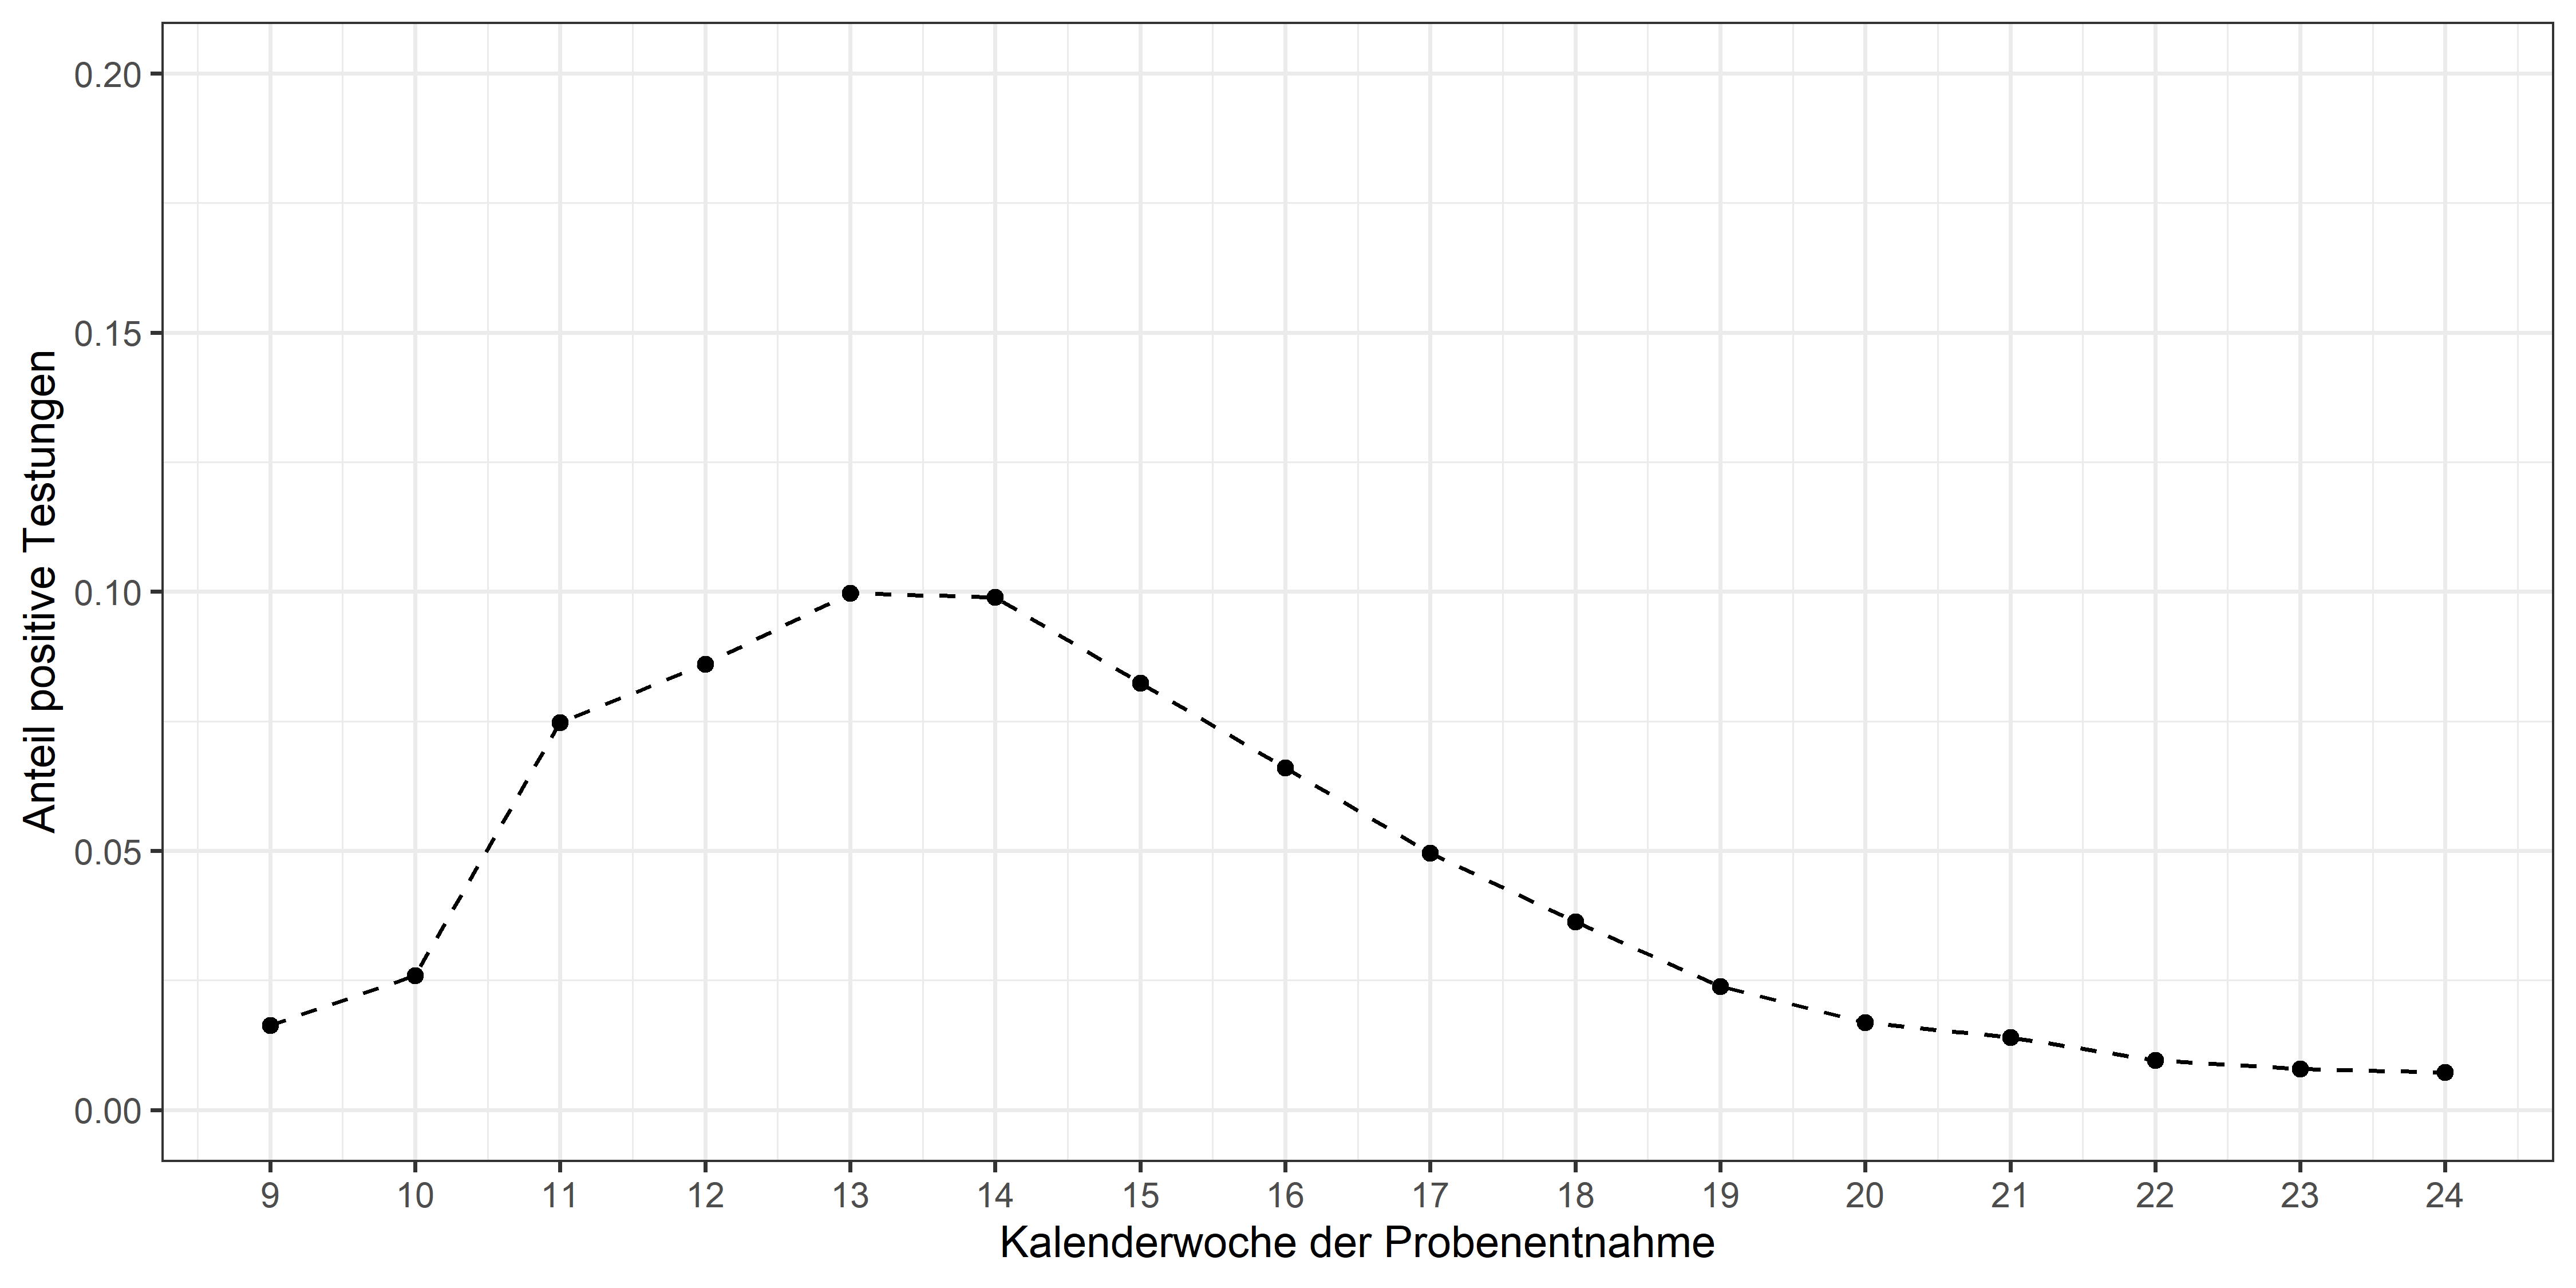 Anteil positive Testungen
0.20
0.15
0.10
0.05
0.00
9 10 11 12 13 14 15 16 17 18 19 20 21 22 23 24
Kalenderwoche der Probenentnahme